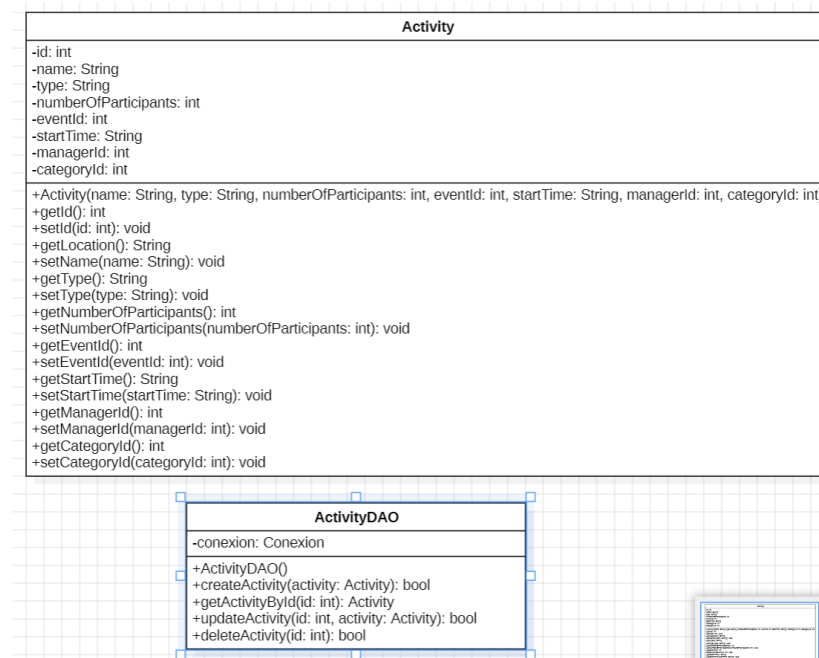 Activity
-id: int
-name: String
-type: String
-numberOfParticipants: int
-eventId: int
-startTime: String
-managerId: int
-categoryId: int
+Activity(name: String, type: String, numberOfParticipants: int, eventId: int, startTime: String, managerId: int, categoryId: int
+getId(): int
+setId(id: int): void
+getLocation(): String
+setName(name: String): void
+getType(): String
+setType(type: String): void
+getNumberOfParticipants(): int
+setNumberOfParticipants(numberOfParticipants: int): void
+getEventId(): int
+setEventId(eventId: int): void
+getStartTime(): String
+setStartTime(startTime: String): void
+getManagerId(): int
+setManagerId(managerId: int): void
+getCategoryId(): int
+setCategoryId(categoryId: int): void
ActivityDAO
-conexion: Conexion
+ActivityDAO()
+createActivity(activity: Activity): bool
+getActivityById(id: int): Activity
+updateActivity(id: int, activity: Activity): bool
+deleteActivity(id: int): bool